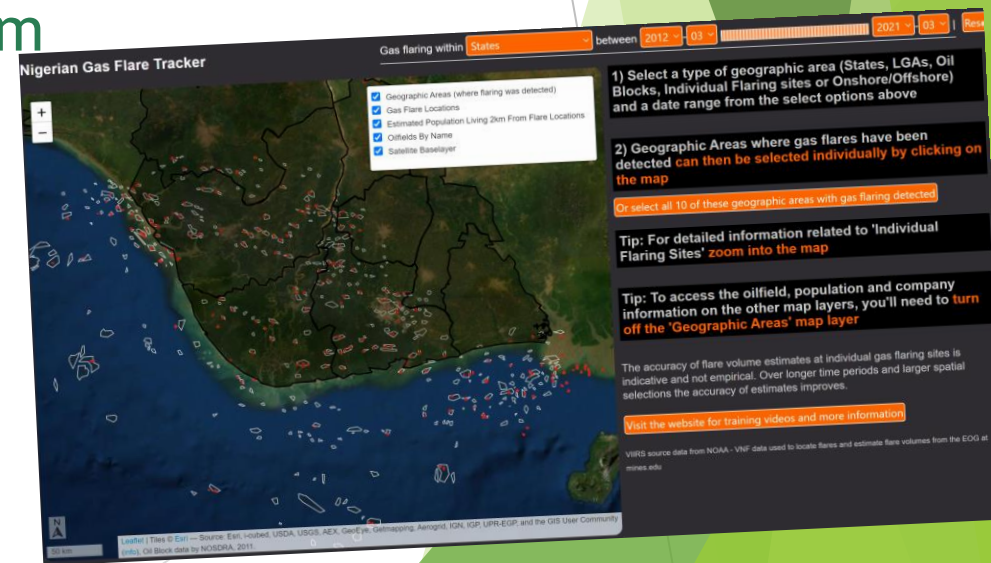 m
Nigerian Gas Flare Tracker
Gas flaring within States between 2012 - 03 2021 - 03 |
+
−
Geographic Areas (where flaring was detected)
Gas Flare Locations
Estimated Population Living 2km From Flare Locations
Oilfields By Name
Satellite Baselayer
1) Select a type of geographic area (States, LGAs, Oil
Blocks, Individual Flaring sites or Onshore/Offshore)
and a date range from the select options above
2) Geographic Areas where gas flares have been
detected can then be selected individually by clicking on
the map
Or select all 10 of these geographic areas with gas flaring detected
Tip: For detailed information related to 'Individual
Flaring Sites' zoom into the map
Tip: To access the oilfield, population and company
information on the other map layers, you'll need to turn
off the 'Geographic Areas' map layer
The accuracy of flare volume estimates at individual gas flaring sites is
indicative and not empirical. Over longer time periods and larger spatial
selections the accuracy of estimates improves.
Visit the website for training videos and more information
VIIRS source data from NOAA - VNF data used to locate flares and estimate flare volumes from the EOG at
mines.edu
N
50 km
Leaflet | Tiles © Esri — Source: Esri, i-cubed, USDA, USGS, AEX, GeoEye, Getmapping, Aerogrid, IGN, IGP, UPR-EGP, and the GIS User Community
(info), Oil Block data by NOSDRA, 2011.